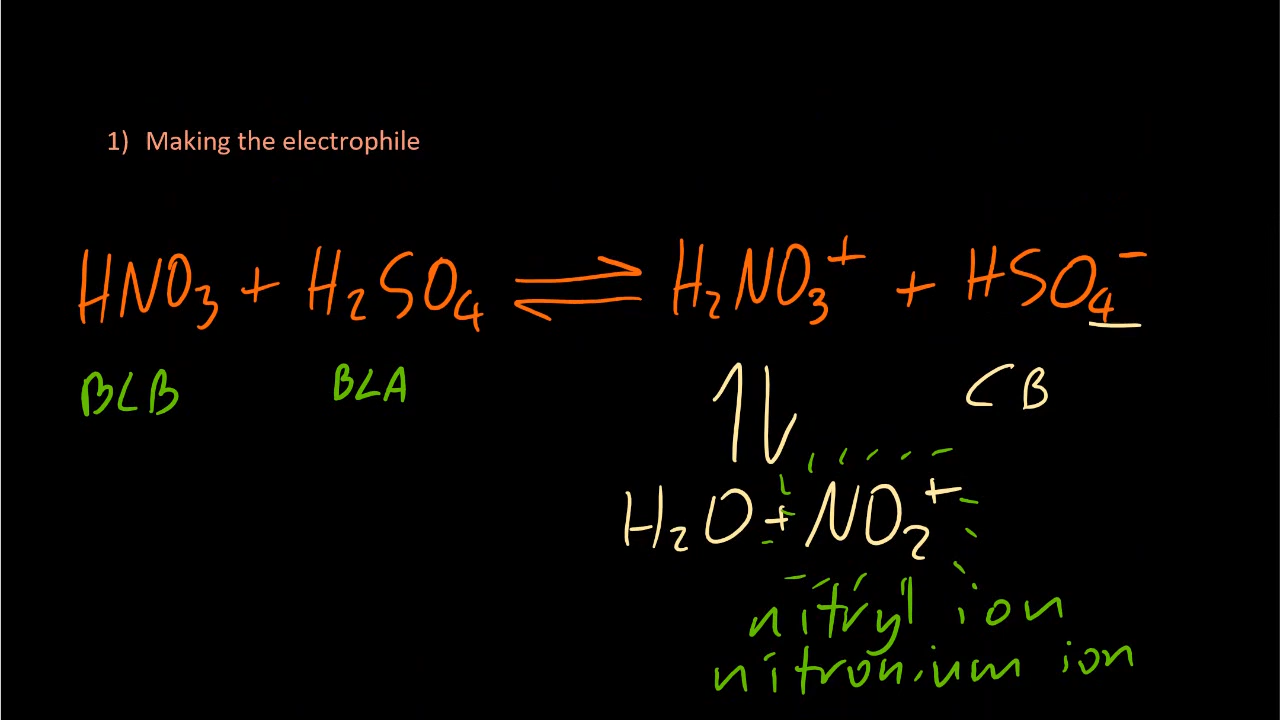 1) Making the electrophile
HNO₃ + H₂SO₄ ⇌ H₂NO₃⁺ + HSO₄⁻
BLB BLA CB
⇅
H₂O + NO₂⁺
nitryl ion
nitronium ion